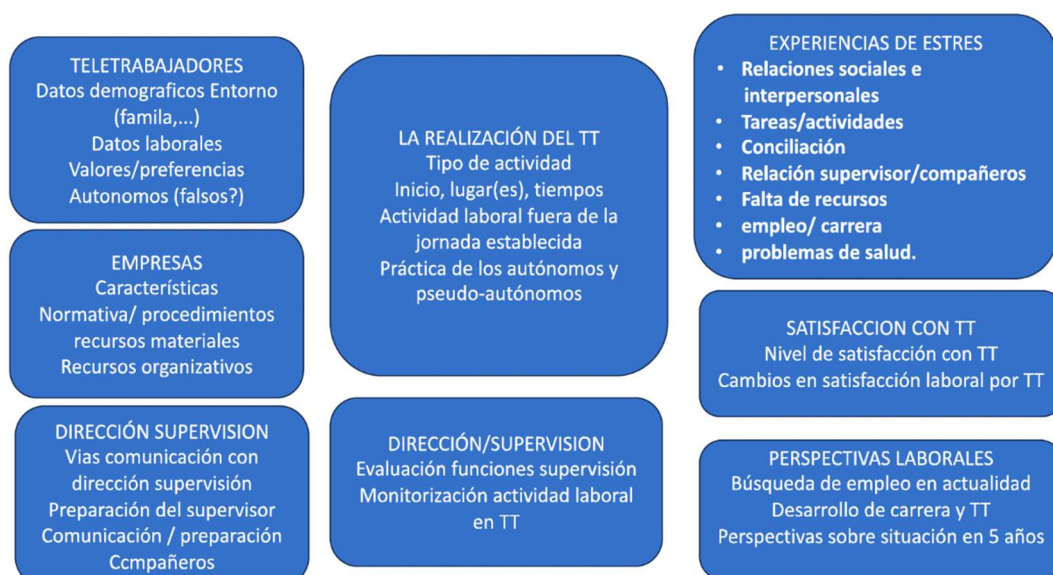 TELETRABAJADORES
Datos demograficos Entorno
(famila,...)
Datos laborales
Valores/preferencias
Autonomos (falsos?)
EMPRESAS
Características
Normativa/ procedimientos
recursos materiales
Recursos organizativos
DIRECCIÓN SUPERVISION
Vias comunicación con
dirección supervisión
Preparación del supervisor
Comunicación / preparación
Ccmpañeros
LA REALIZACIÓN DEL TT
Tipo de actividad
Inicio, lugar(es), tiempos
Actividad laboral fuera de la
jornada establecida
Práctica de los autónomos y
pseudo-autónomos
DIRECCIÓN/SUPERVISION
Evaluación funciones supervisión
Monitorización actividad laboral
en TT
EXPERIENCIAS DE ESTRES
• Relaciones sociales e
interpersonales
• Tareas/actividades
• Conciliación
• Relación supervisor/compañeros
• Falta de recursos
• empleo/ carrera
• problemas de salud.
SATISFACCION CON TT
Nivel de satisfacción con TT
Cambios en satisfacción laboral por TT
PERSPECTIVAS LABORALES
Búsqueda de empleo en actualidad
Desarrollo de carrera y TT
Perspectivas sobre situación en 5 años